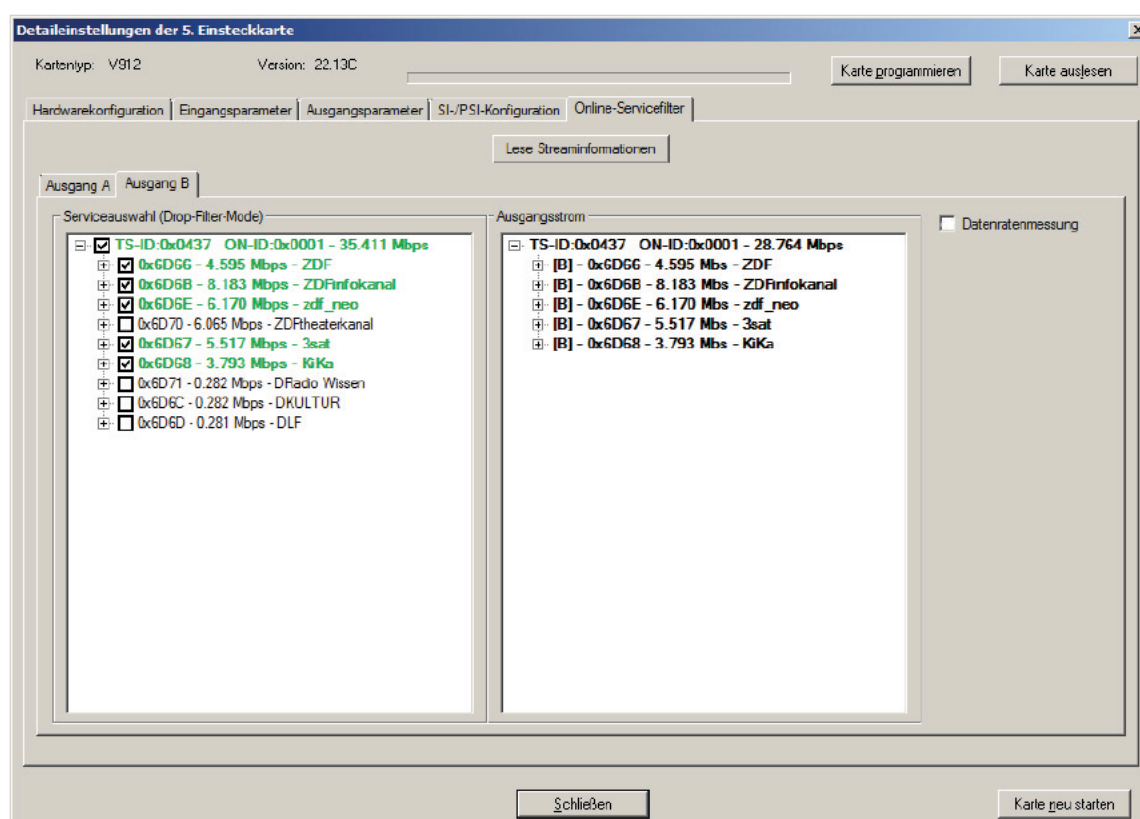 Detaileinstellungen der 5. Einsteckkarte
Kartentyp: V912 Version: 22.13C
Karte programmieren Karte auslesen
Hardwarekonfiguration Eingangsparameter Ausgangsparameter SI-/PSI-Konfiguration Online-Servicefilter
Lese Streaminformationen
Ausgang A Ausgang B
Serviceauswahl (Drop-Filter-Mode)
TS-ID:0x0437 ON-ID:0x0001 - 35.411 Mbps
0x6D66 - 4.595 Mbps - ZDF
0x6D6B - 8.183 Mbps - ZDFinfokanal
0x6D6E - 6.170 Mbps - zdf_neo
0x6D70 - 6.065 Mbps - ZDFtheaterkanal
0x6D67 - 5.517 Mbps - 3sat
0x6D68 - 3.793 Mbps - KiKa
0x6D71 - 0.282 Mbps - DRadio Wissen
0x6D6C - 0.282 Mbps - DKULTUR
0x6D6D - 0.281 Mbps - DLF
Ausgangsstrom
TS-ID:0x0437 ON-ID:0x0001 - 28.764 Mbps
[B] - 0x6D66 - 4.595 Mbs - ZDF
[B] - 0x6D6B - 8.183 Mbs - ZDFinfokanal
[B] - 0x6D6E - 6.170 Mbs - zdf_neo
[B] - 0x6D67 - 5.517 Mbs - 3sat
[B] - 0x6D68 - 3.793 Mbs - KiKa
Datenratenmessung
Schließen
Karte neu starten